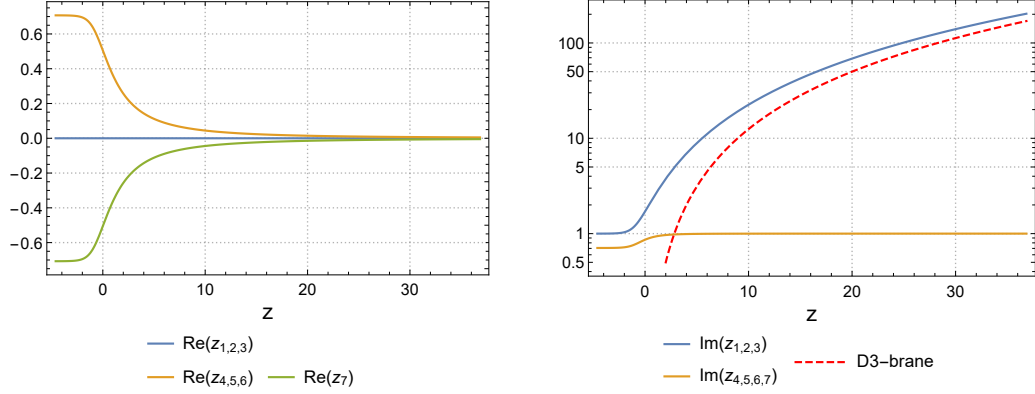 0.6
0.4
0.2
0.0
−0.2
−0.4
−0.6
0 10 20 30
z
Re(z1,2,3)
Re(z4,5,6) Re(z7)
100
50
10
5
1
0.5
0 10 20 30
z
Im(z1,2,3)
D3−brane
Im(z4,5,6,7)